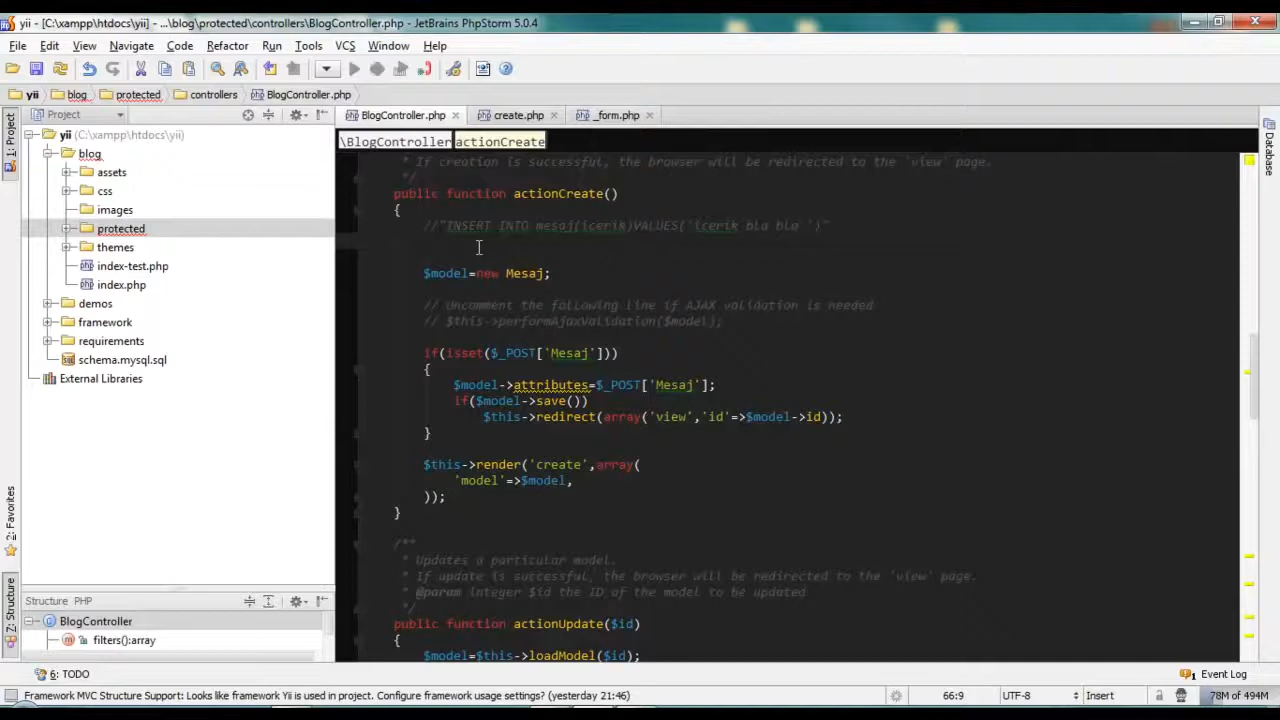 yii - [C:\xampp\htdocs\yii] - ...\blog\protected\controllers\BlogController.php - JetBrains PhpStorm 5.0.4
File Edit View Navigate Code Refactor Run Tools VCS Window Help
yii blog protected controllers BlogController.php
Project
BlogController.php create.php _form.php
1: Project
yii (C:\xampp\htdocs\yii)
blog
assets
css
images
protected
themes
index-test.php
index.php
demos
framework
requirements
schema.mysql.sql
External Libraries
\BlogController actionCreate
* If creation is successful, the browser will be redirected to the 'view' page.
*/
public function actionCreate()
{
//"INSERT INTO mesaj(icerik)VALUES('icerik bla bla ')"
$model=new Mesaj;
// Uncomment the following line if AJAX validation is needed
// $this->performAjaxValidation($model);
if(isset($_POST['Mesaj']))
{
$model->attributes=$_POST['Mesaj'];
if($model->save())
$this->redirect(array('view','id'=>$model->id));
}
$this->render('create',array(
'model'=>$model,
));
}
/**
* Updates a particular model.
* If update is successful, the browser will be redirected to the 'view' page.
* @param integer $id the ID of the model to be updated
*/
public function actionUpdate($id)
{
$model=$this->loadModel($id);
Database
2: Favorites
Z: Structure
Structure PHP
BlogController
filters():array
6: TODO
Event Log
Framework MVC Structure Support: Looks like framework Yii is used in project. Configure framework usage settings? (yesterday 21:46)
66:9 UTF-8 Insert 78M of 494M